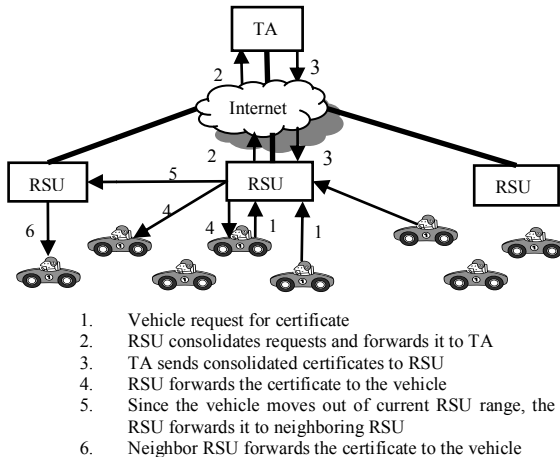 TA
2
3
Internet
2
3
RSU
5
RSU
RSU
6
4
4
1
1
1. Vehicle request for certificate
2. RSU consolidates requests and forwards it to TA
3. TA sends consolidated certificates to RSU
4. RSU forwards the certificate to the vehicle
5. Since the vehicle moves out of current RSU range, the
RSU forwards it to neighboring RSU
6. Neighbor RSU forwards the certificate to the vehicle